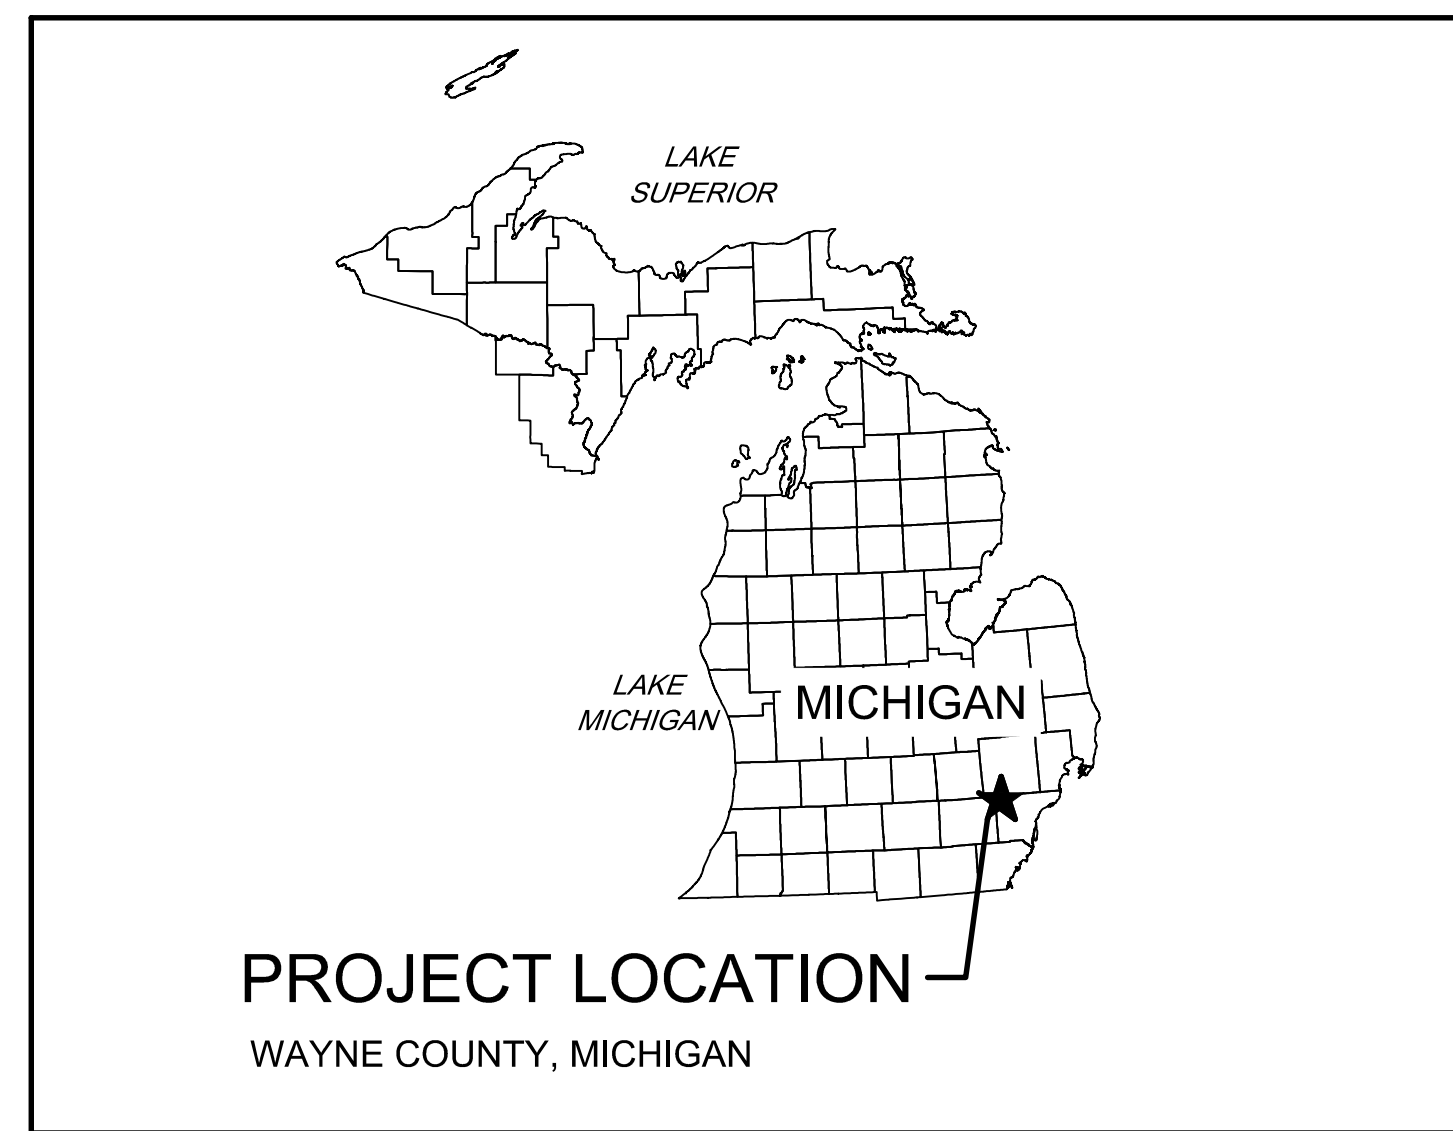 LAKE
SUPERIOR
LAKE
MICHIGAN
MICHIGAN
PROJECT LOCATION
WAYNE COUNTY, MICHIGAN